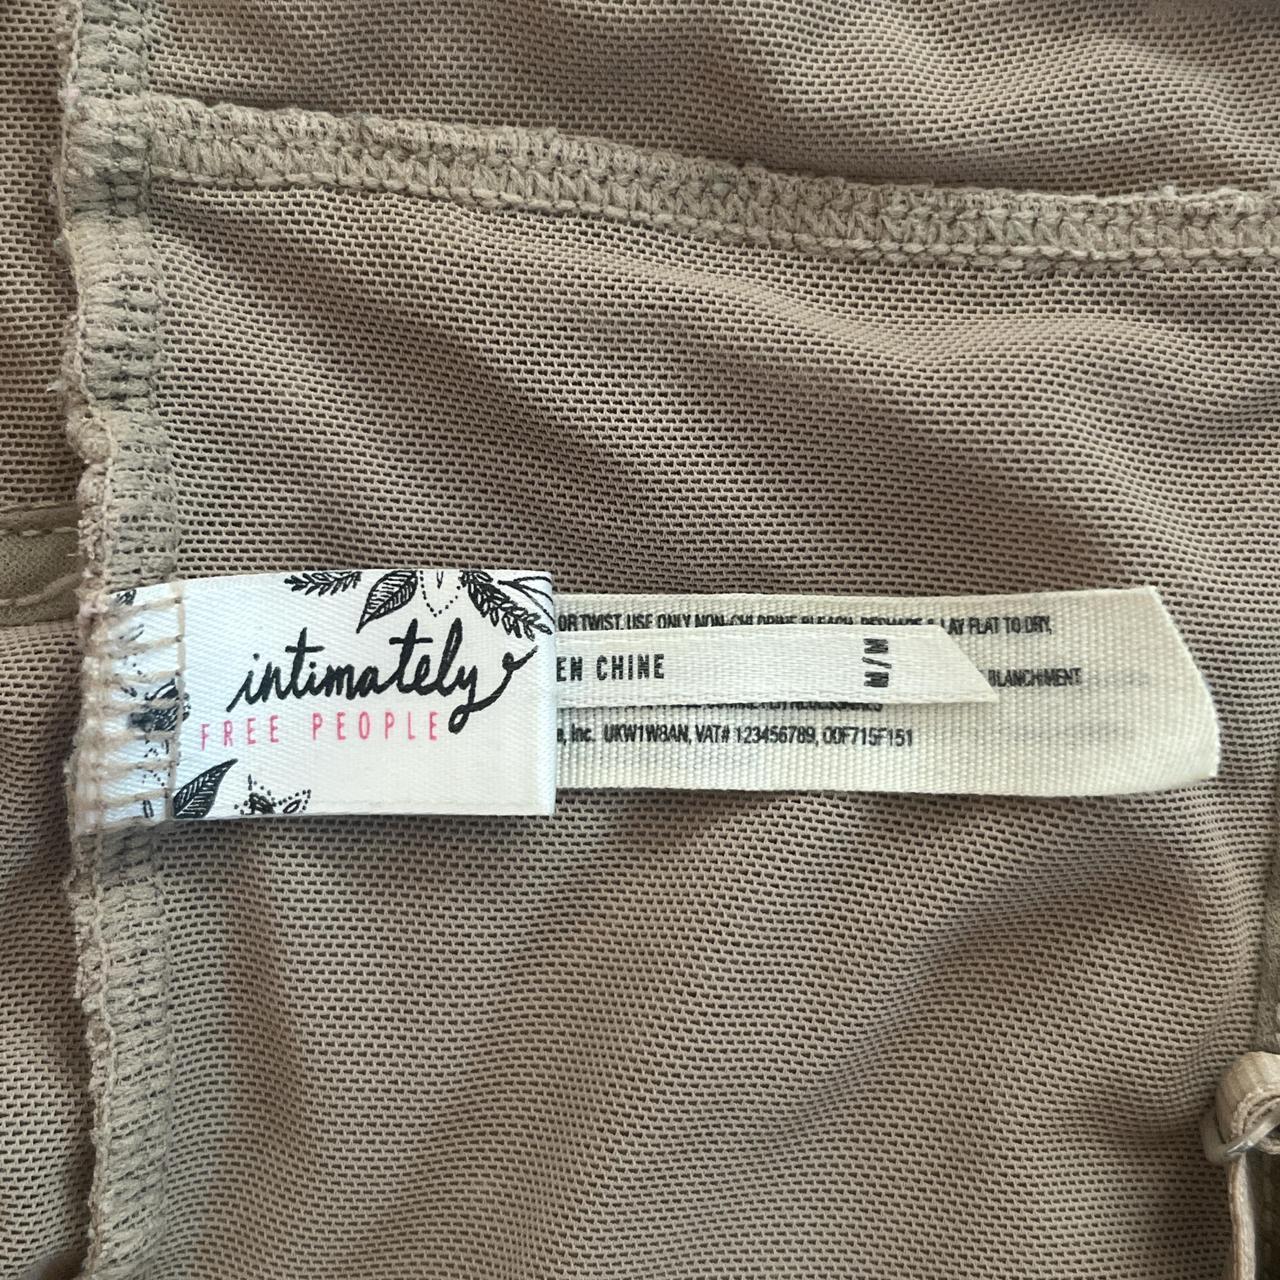 intimately
FREE PEOPLE
OR TWIST. USE ONLY NON-CHLORINE BLEACH. RESHAPE & LAY FLAT TO DRY,
EN CHINE
M/M
BLANCHIMENT
Inc. UKW1W8AN, VAT# 123456789, OOF715F151